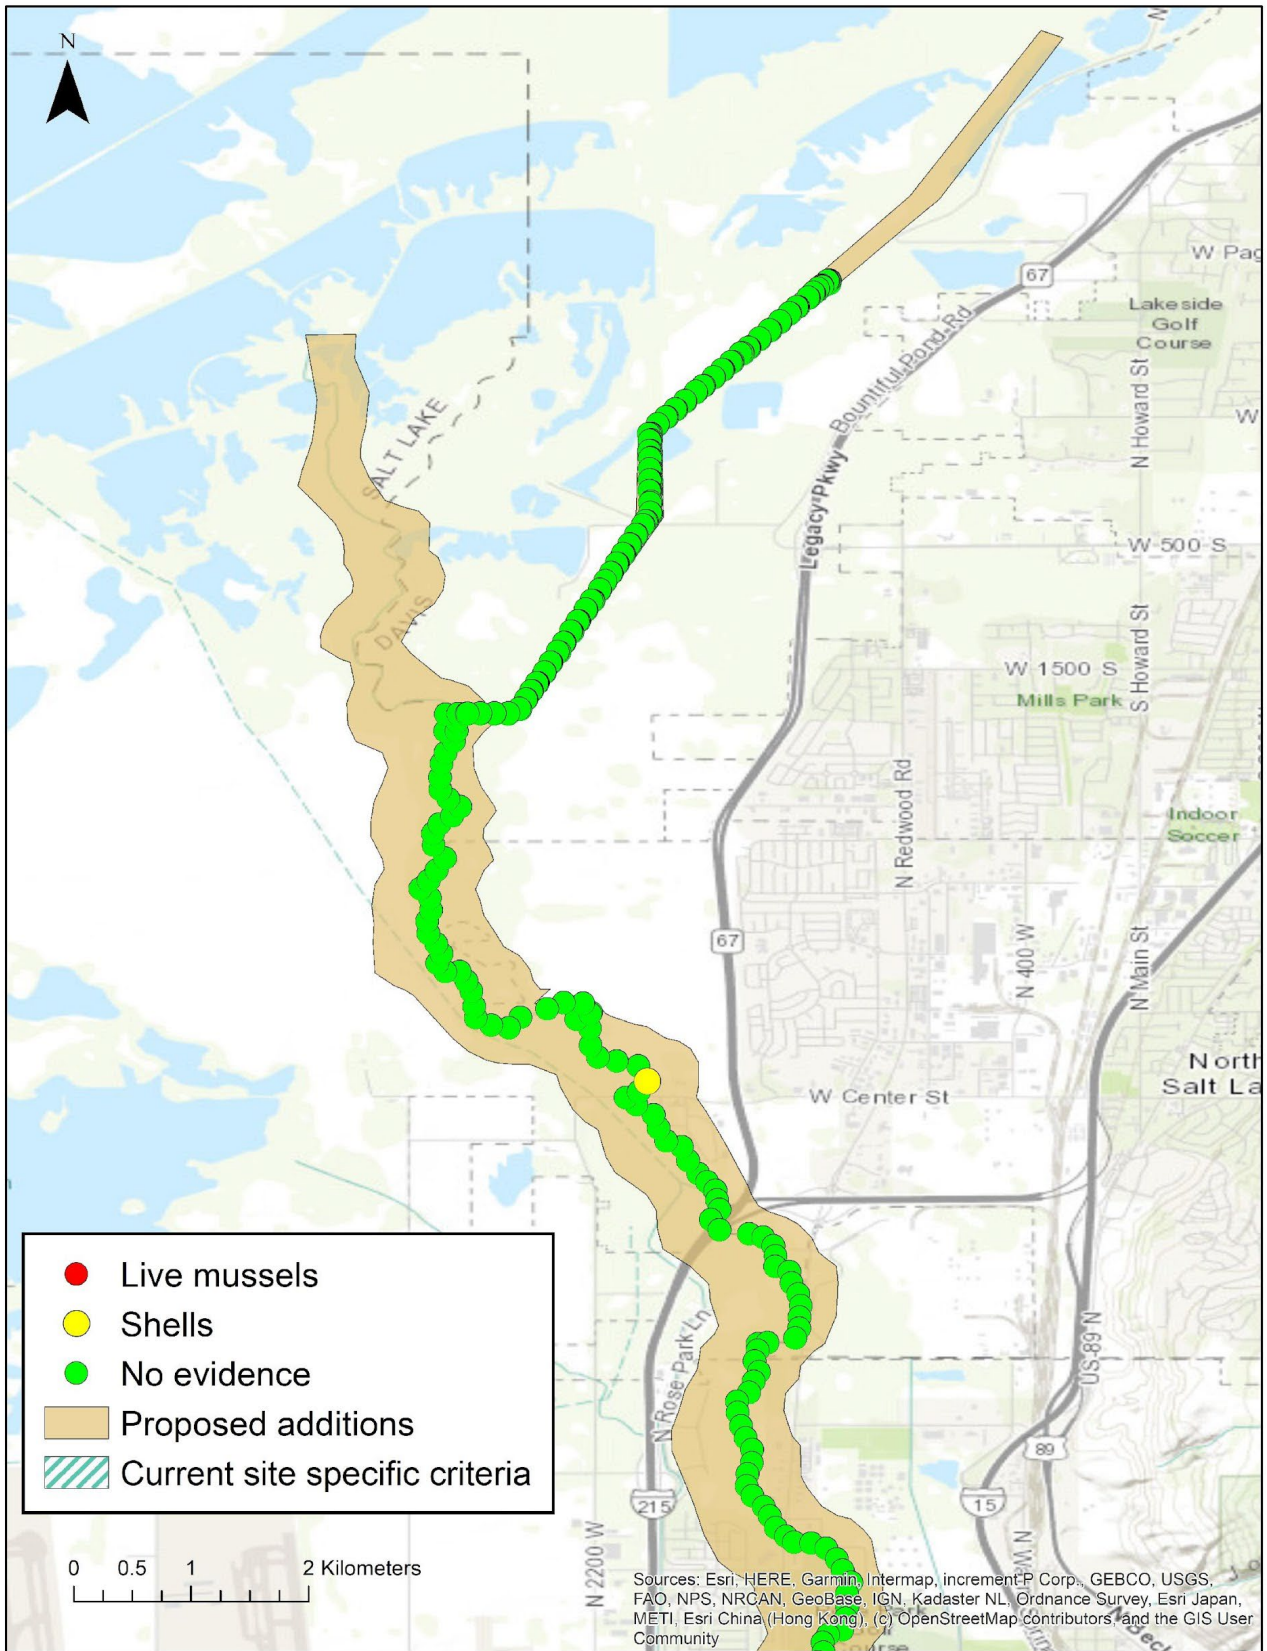 N
N
67
W Pag
Lakeside
Golf
Course
Bountiful Pond Rd
N Howard St
W
SALT LAKE
Legacy Pkwy
W 500 S
DAVIS
S Howard St
W 1500 S
Mills Park
N Redwood Rd
Indoor
Soccer
67
N 400 W
N Main St
North
Salt La
W Center St
Live mussels
Shells
No evidence
Proposed additions
Current site specific criteria
N Rose Park Ln
US-89 N
89
215
15
N 2200 W
0 0.5 1 2 Kilometers
Sources: Esri, HERE, Garmin, Intermap, increment P Corp., GEBCO, USGS,
FAO, NPS, NRCAN, GeoBase, IGN, Kadaster NL, Ordnance Survey, Esri Japan,
METI, Esri China (Hong Kong), (c) OpenStreetMap contributors, and the GIS User
Community